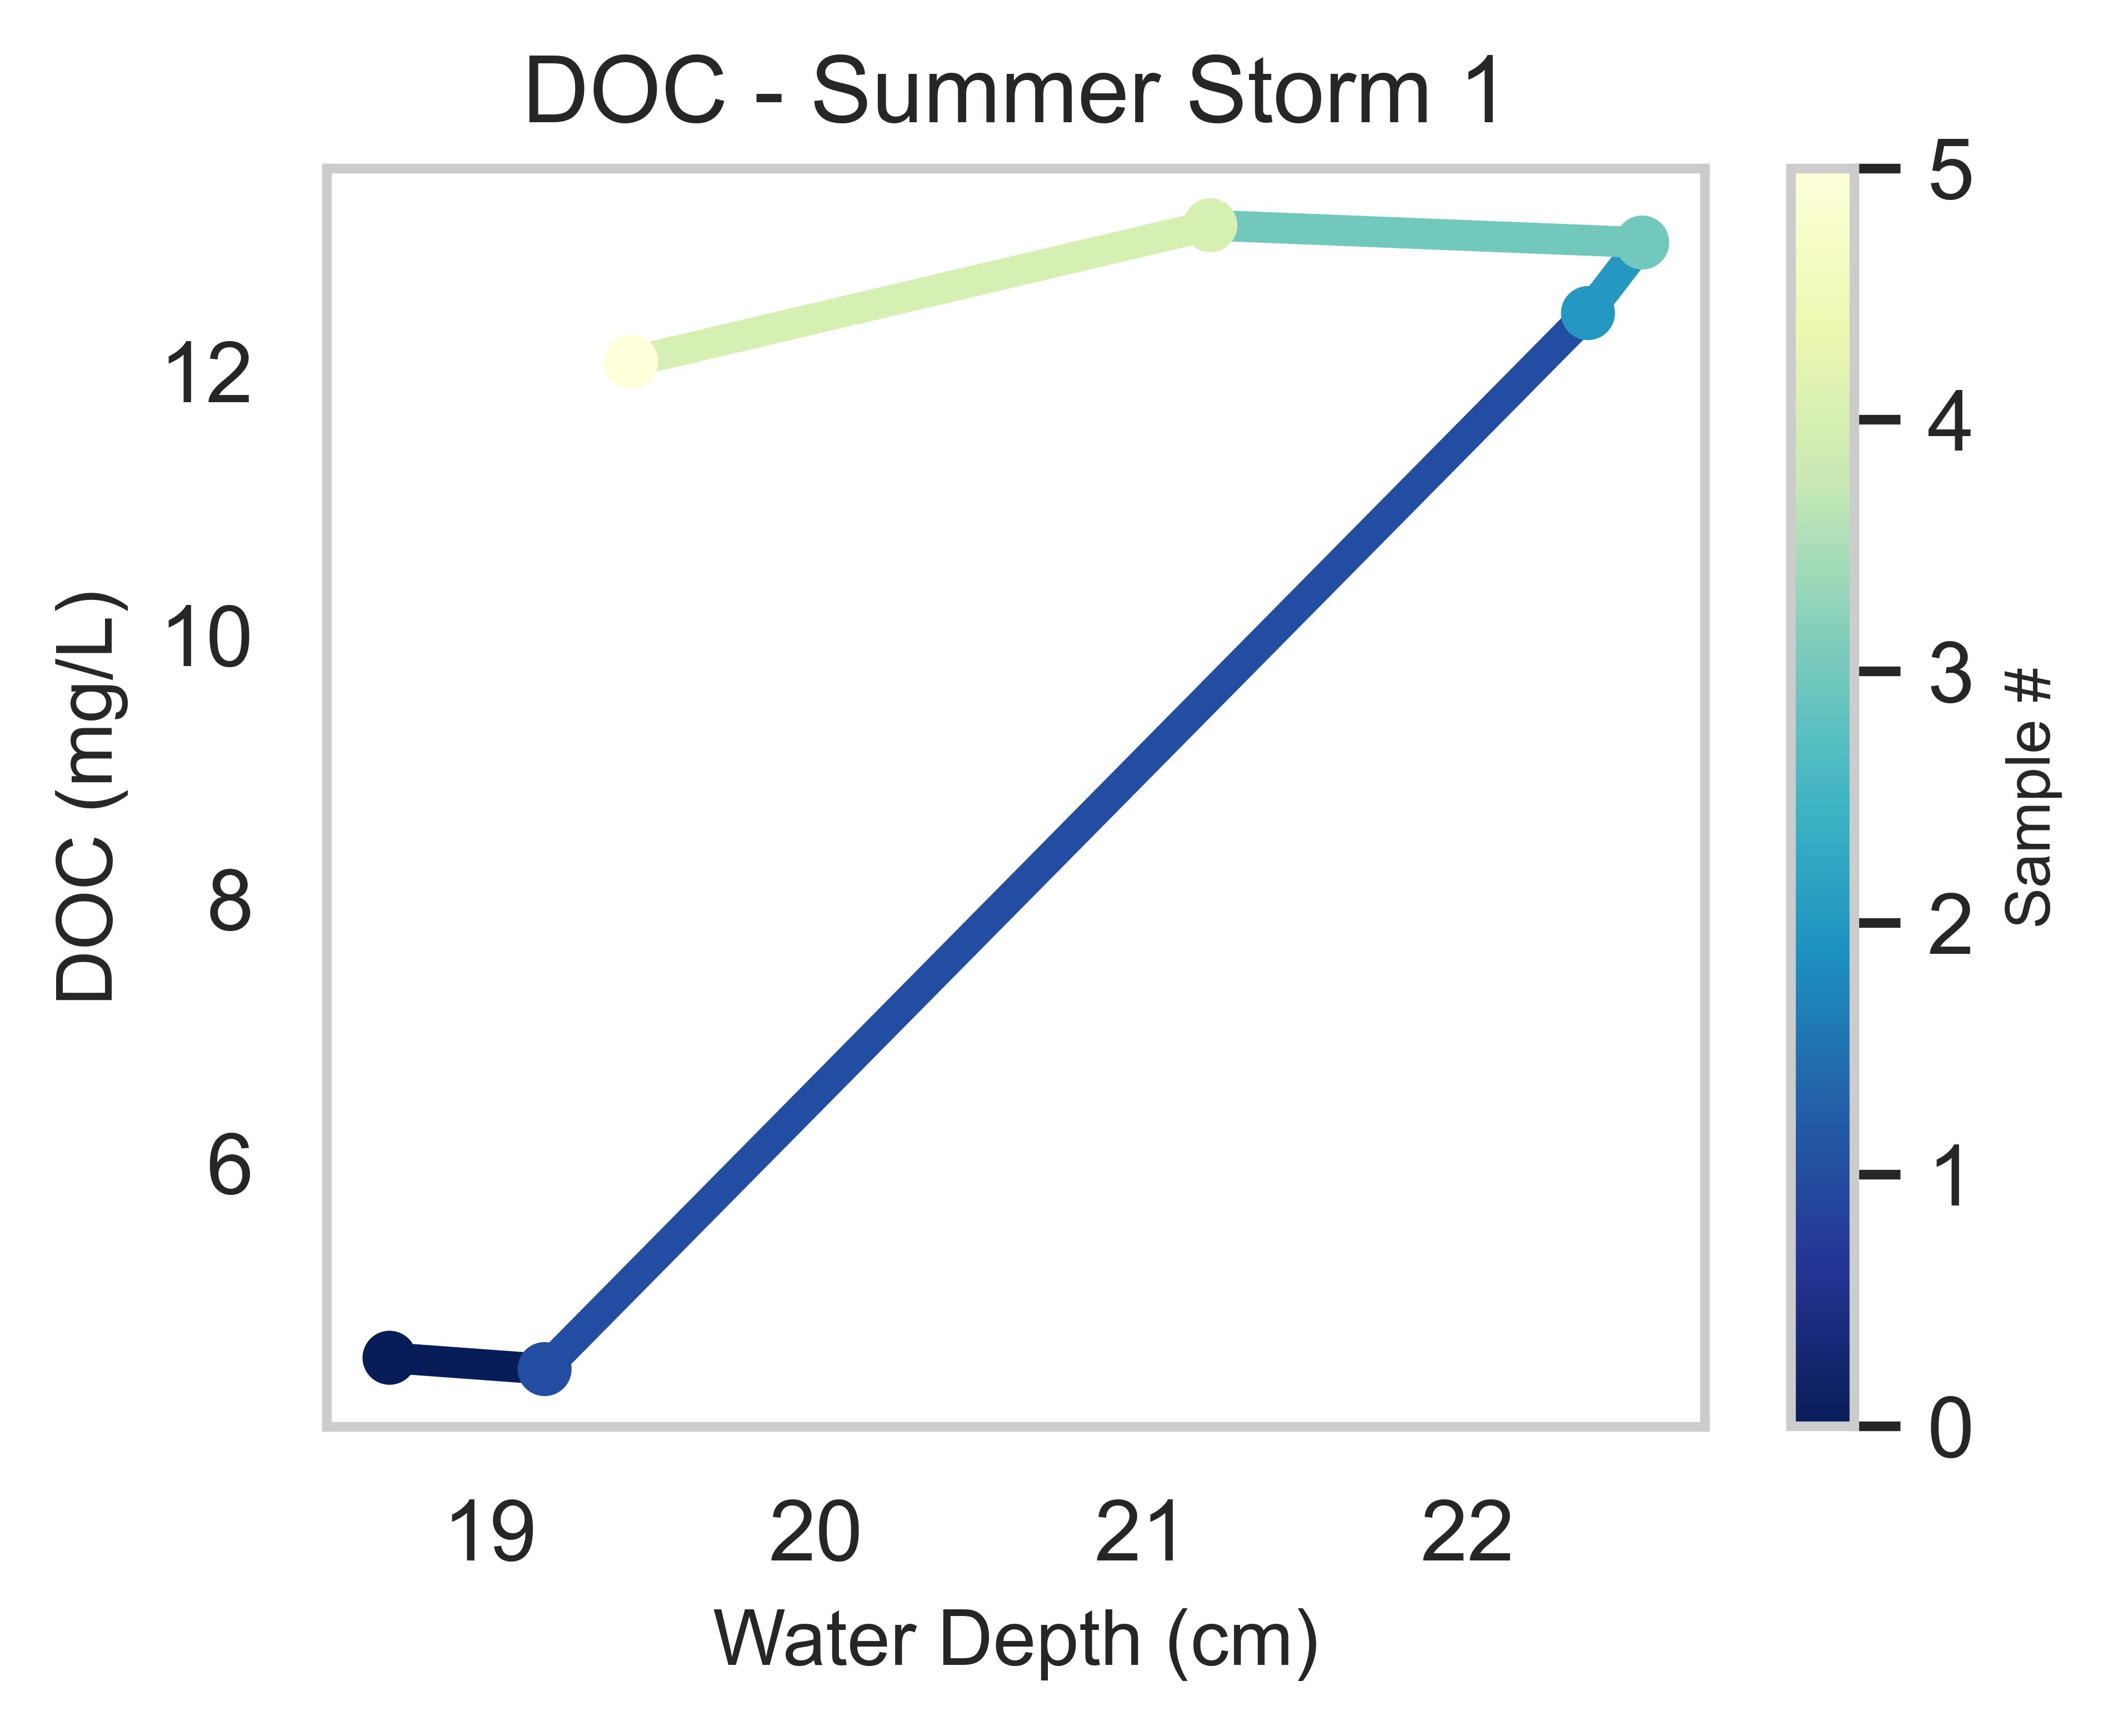 DOC - Summer Storm 1
DOC (mg/L)
12
10
8
6
19 20 21 22
Water Depth (cm)
5
4
3
2
1
0
Sample #